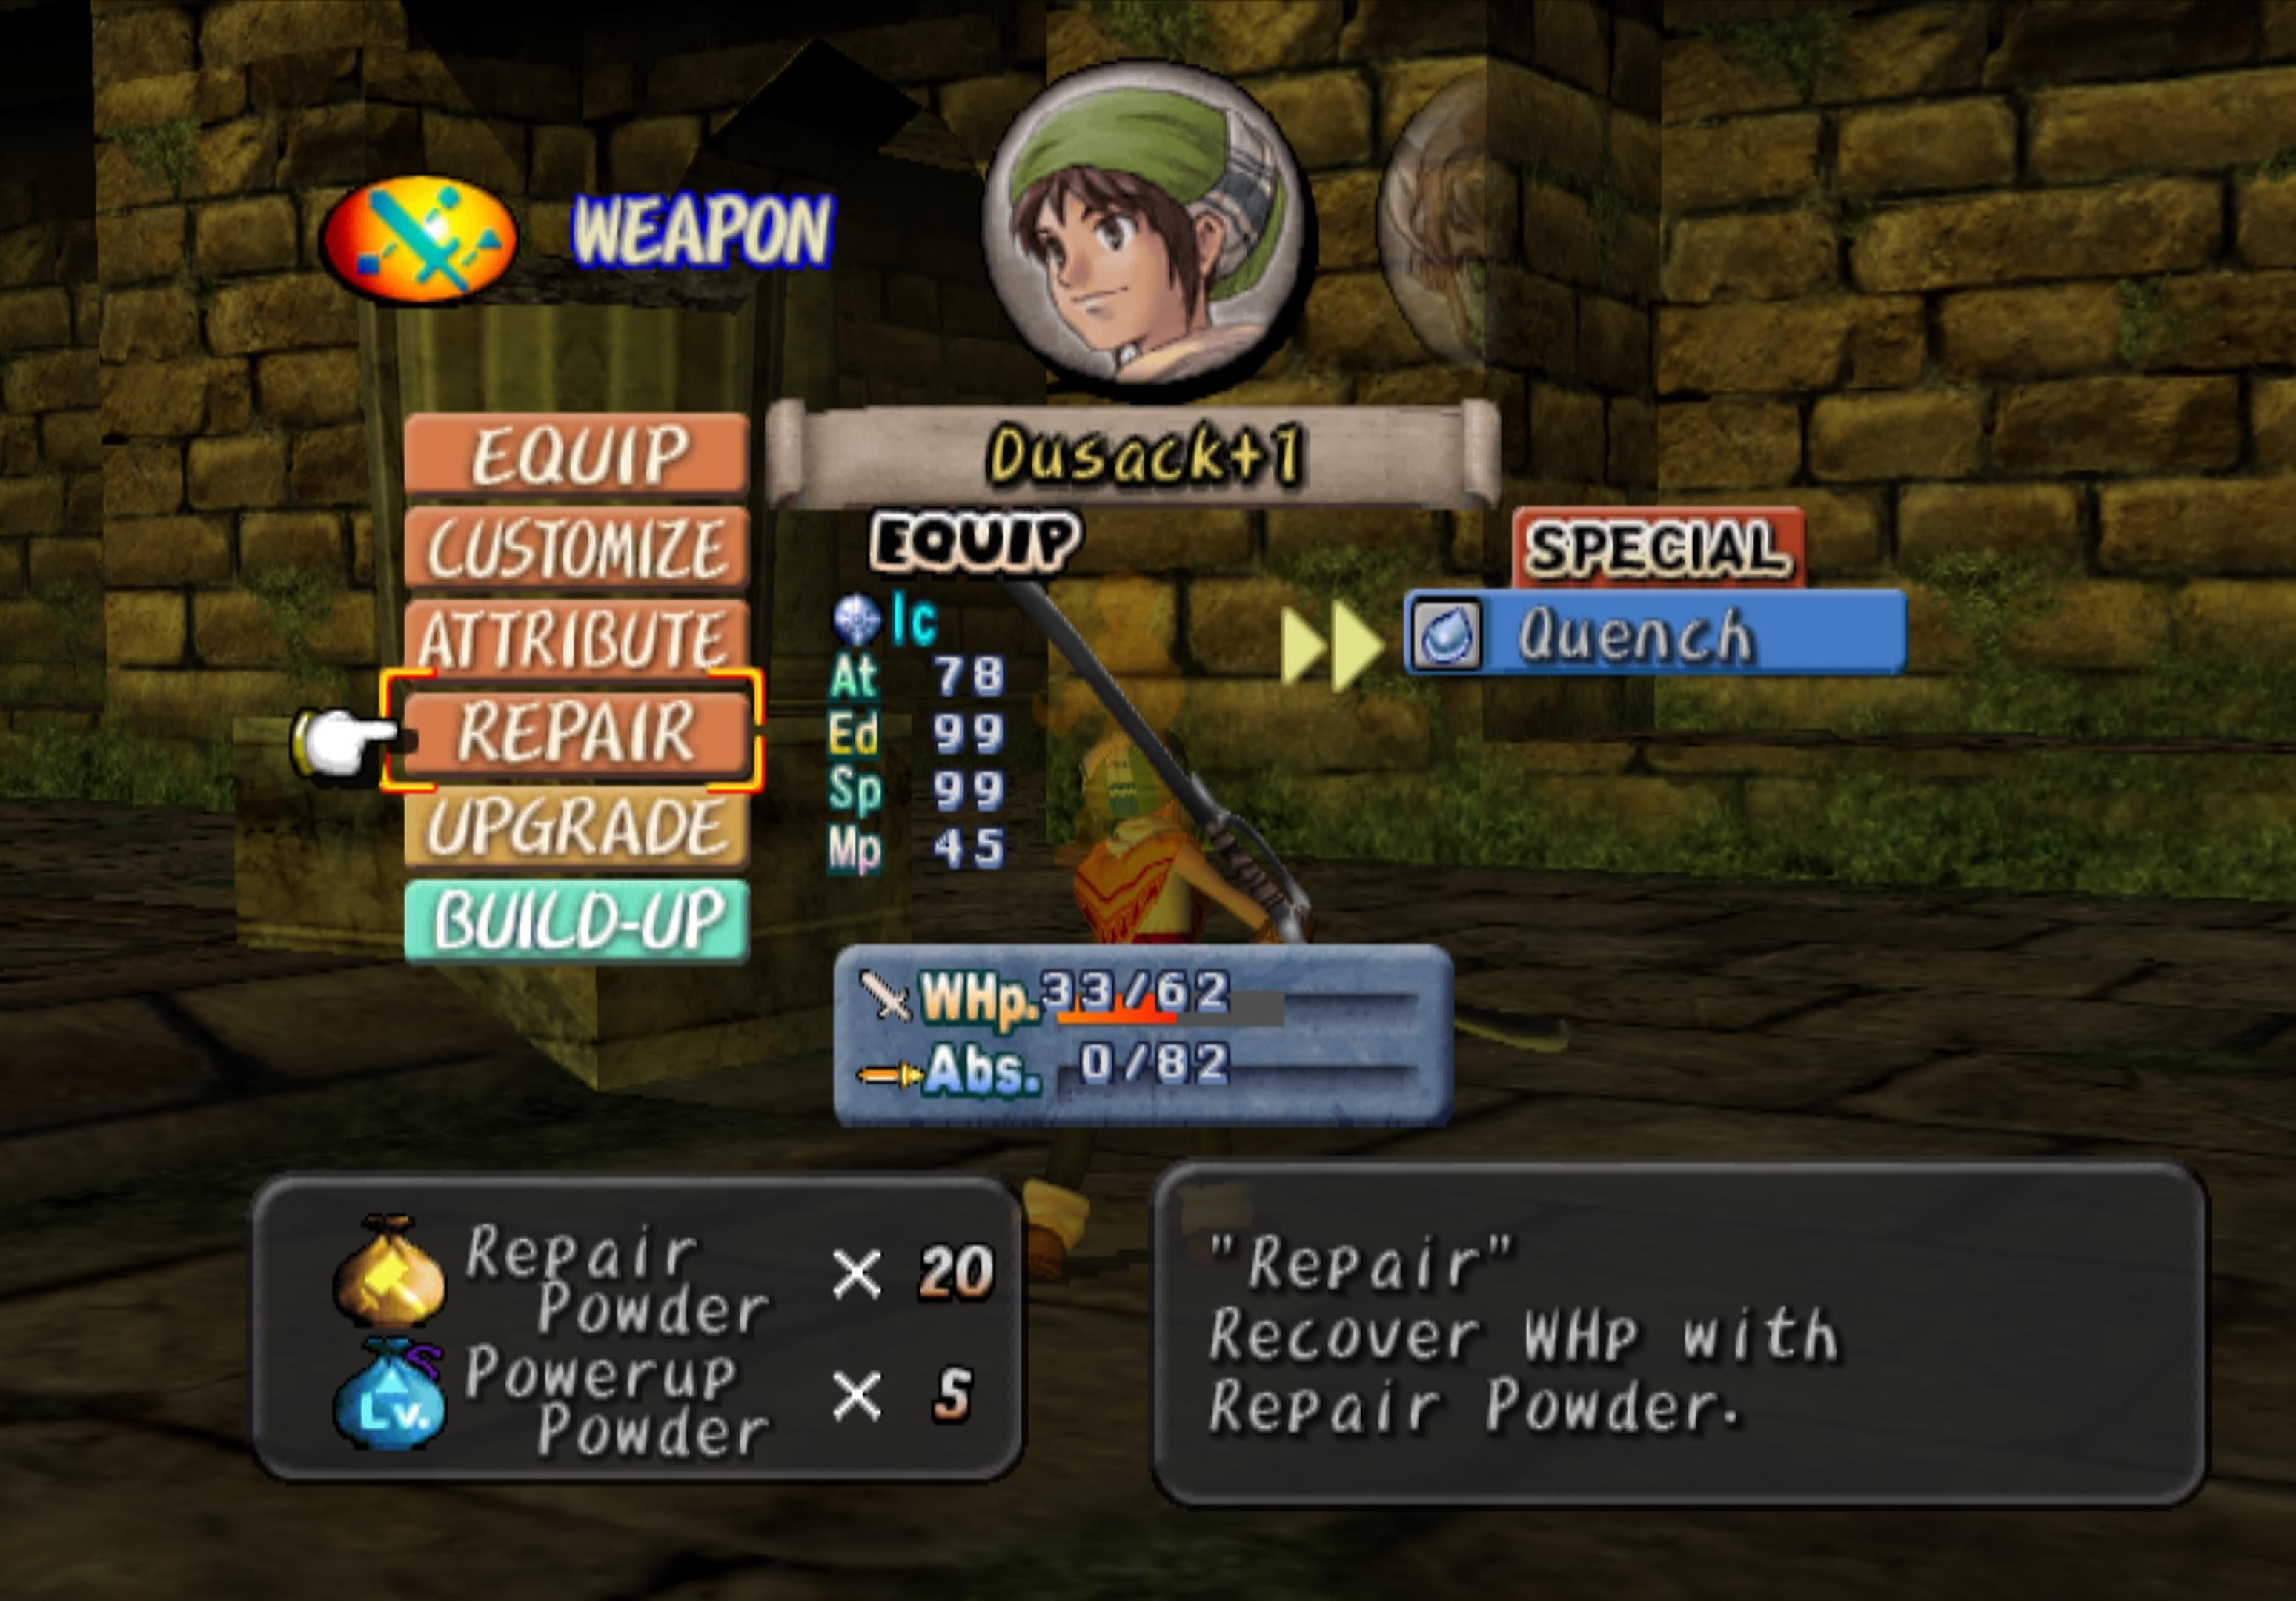 WEAPON
EQUIP
CUSTOMIZE
ATTRIBUTE
REPAIR
UPGRADE
BUILD-UP
Dusack+1
EQUIP
Ic
At 78
Ed 99
Sp 99
Mp 45
SPECIAL
Quench
WHp. 33/62
Abs. 0/82
Repair
Powder × 20
Lv.
Powerup
Powder × 5
"Repair"
Recover WHp with
Repair Powder.